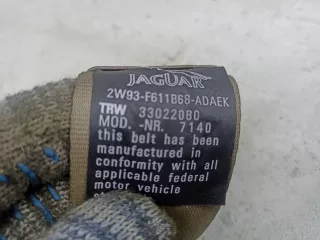 JAGUAR
2W93-F611B68-ADAEK
TRW 33022080
MOD. -NR. 7140
this belt has been
manufactured in
conformity with all
applicable federal
motor vehicle